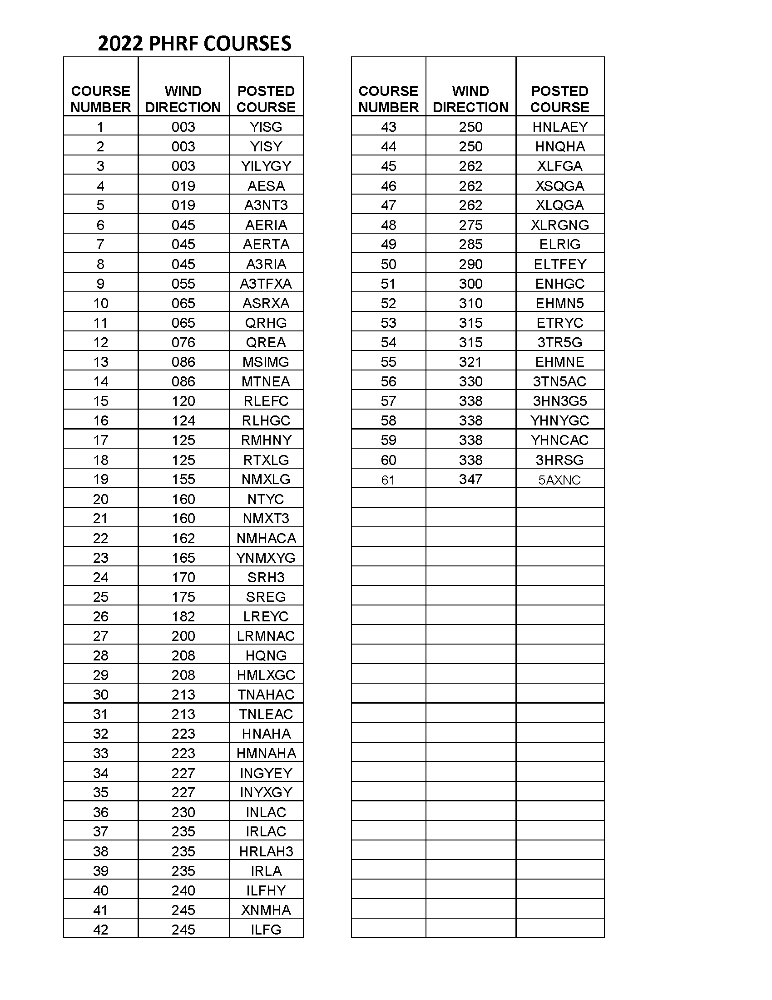 2022 PHRF COURSES
COURSE NUMBER WIND DIRECTION POSTED COURSE
1 003 YISG
2 003 YISY
3 003 YILYGY
4 019 AESA
5 019 A3NT3
6 045 AERIA
7 045 AERTA
8 045 A3RIA
9 055 A3TFXA
10 065 ASRXA
11 065 QRHG
12 076 QREA
13 086 MSIMG
14 086 MTNEA
15 120 RLEFC
16 124 RLHGC
17 125 RMHNY
18 125 RTXLG
19 155 NMXLG
20 160 NTYC
21 160 NMXT3
22 162 NMHACA
23 165 YNMXYG
24 170 SRH3
25 175 SREG
26 182 LREYC
27 200 LRMNAC
28 208 HQNG
29 208 HMLXGC
30 213 TNAHAC
31 213 TNLEAC
32 223 HNAHA
33 223 HMNAHA
34 227 INGYEY
35 227 INYXGY
36 230 INLAC
37 235 IRLAC
38 235 HRLAH3
39 235 IRLA
40 240 ILFHY
41 245 XNMHA
42 245 ILFG
COURSE NUMBER WIND DIRECTION POSTED COURSE
43 250 HNLAEY
44 250 HNQHA
45 262 XLFGA
46 262 XSQGA
47 262 XLQGA
48 275 XLRGNG
49 285 ELRIG
50 290 ELTFEY
51 300 ENHGC
52 310 EHMN5
53 315 ETRYC
54 315 3TR5G
55 321 EHMNE
56 330 3TN5AC
57 338 3HN3G5
58 338 YHNYGC
59 338 YHNCAC
60 338 3HRSG
61 347 5AXNC